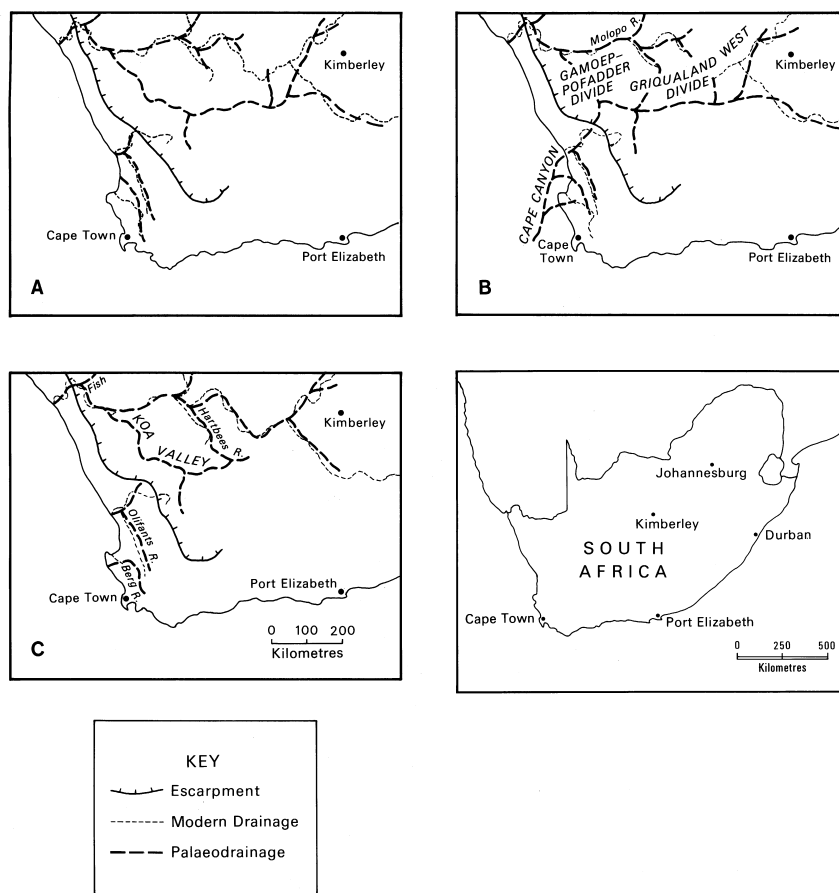 Kimberley
Cape Town
Port Elizabeth
A
Molopo R.
GAMOEP–
POFADDER
DIVIDE
GRIQUALAND WEST
DIVIDE
Kimberley
CAPE CANYON
Cape
Town
Port Elizabeth
B
Fish
KOA
VALLEY
Hartbees R.
Kimberley
Olifants R.
Berg R.
Cape Town
Port Elizabeth
0 100 200
Kilometres
C
Johannesburg
Kimberley
Durban
SOUTH
AFRICA
Cape Town
Port Elizabeth
0 250 500
Kilometres
KEY
Escarpment
Modern Drainage
Palaeodrainage